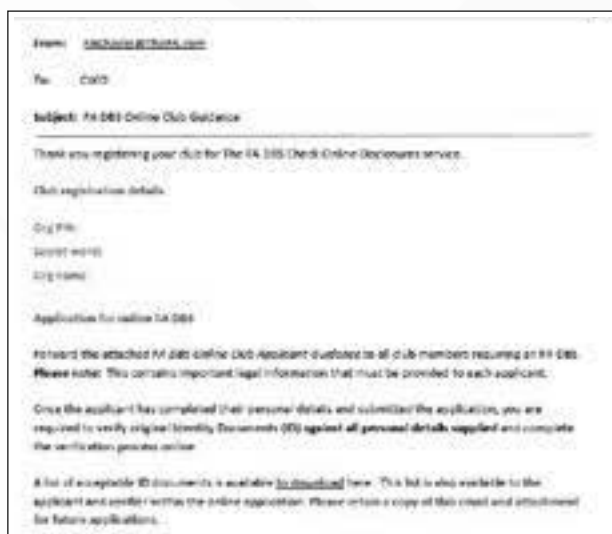 From:
To: CWO
Subject: FA DBS Online Club Guidance
Thank you registering your club for The FA DBS Check Online Disclosures service.
Club registration details
Org PIN:
Secret word:
Org name:
Application for online FA DBS
Forward the attached FA DBS Online Club Applicant Guidance to all club members requiring an FA DBS.
Please note: This contains important legal information that must be provided to each applicant.
Once the applicant has completed their personal details and submitted the application, you are
required to verify original Identity Documents (ID) against all personal details supplied and complete
the verification process online
A list of acceptable ID documents is available to download here. This list is also available to the
applicant and verifier within the online application. Please retain a copy of this email and attachment
for future applications.